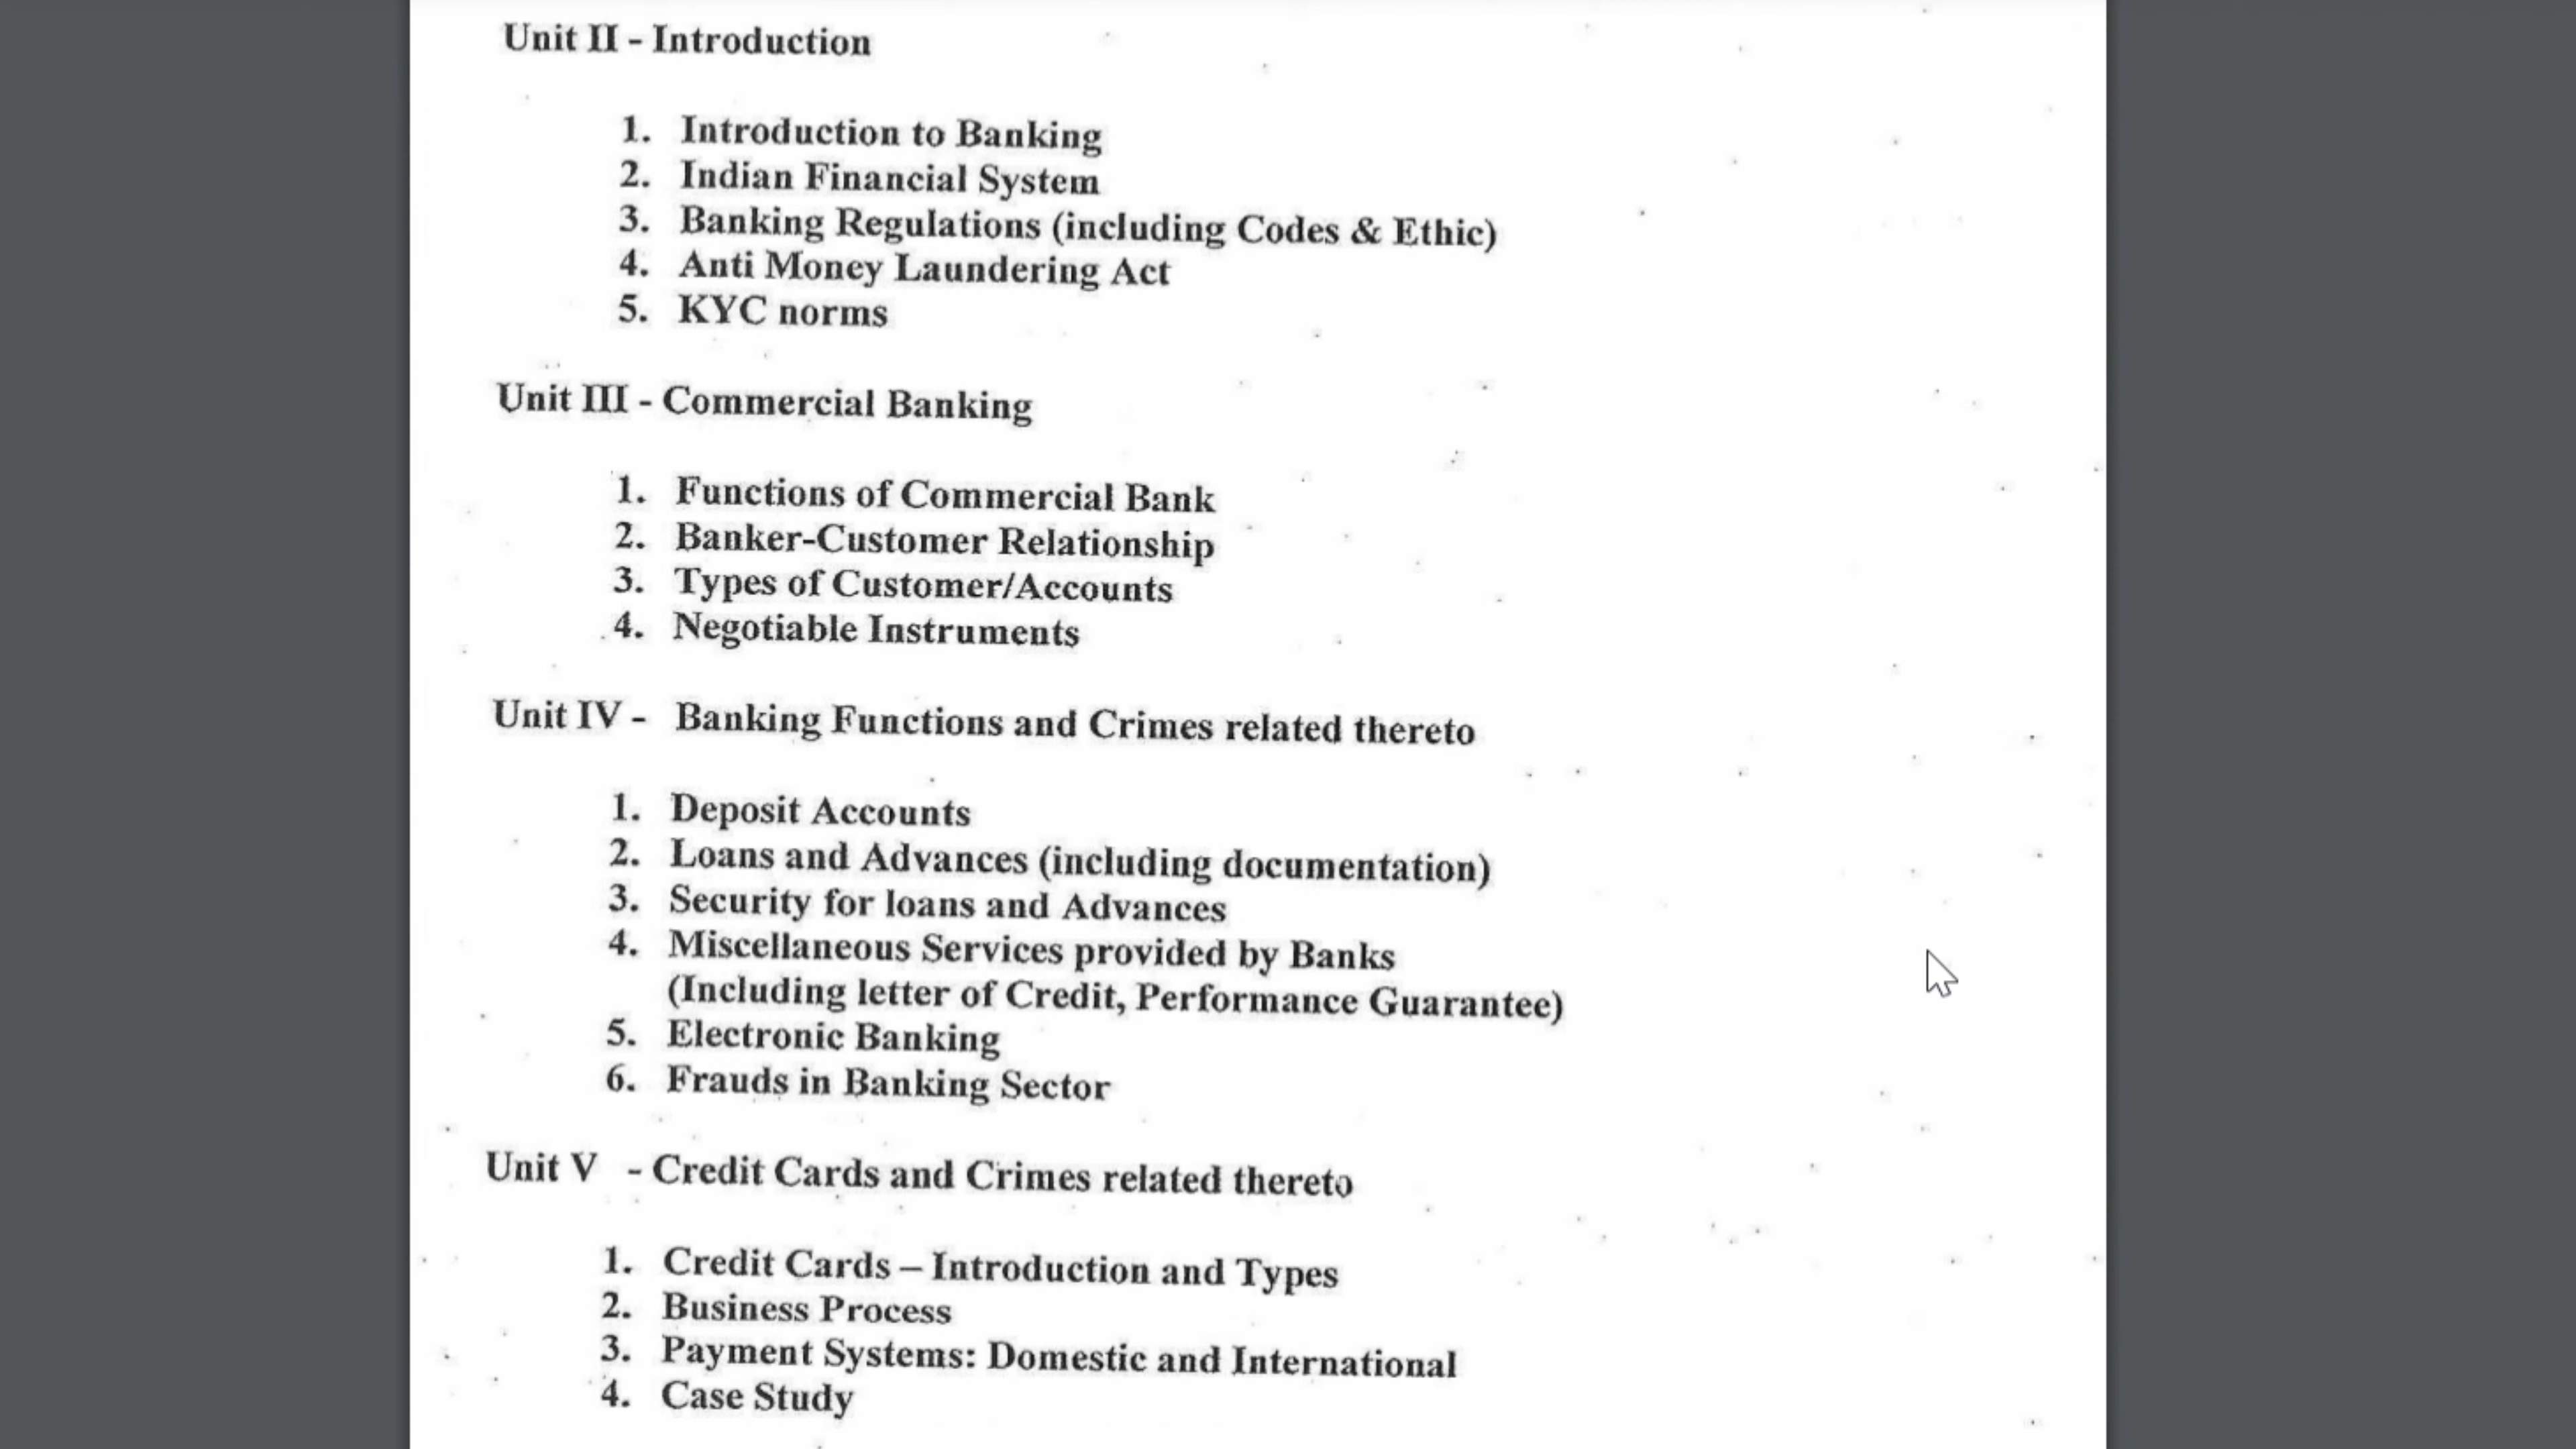 Unit II - Introduction
1. Introduction to Banking
2. Indian Financial System
3. Banking Regulations (including Codes & Ethic)
4. Anti Money Laundering Act
5. KYC norms
Unit III - Commercial Banking
1. Functions of Commercial Bank
2. Banker-Customer Relationship
3. Types of Customer/Accounts
4. Negotiable Instruments
Unit IV - Banking Functions and Crimes related thereto
1. Deposit Accounts
2. Loans and Advances (including documentation)
3. Security for loans and Advances
4. Miscellaneous Services provided by Banks
(Including letter of Credit, Performance Guarantee)
5. Electronic Banking
6. Frauds in Banking Sector
Unit V - Credit Cards and Crimes related thereto
1. Credit Cards – Introduction and Types
2. Business Process
3. Payment Systems: Domestic and International
4. Case Study